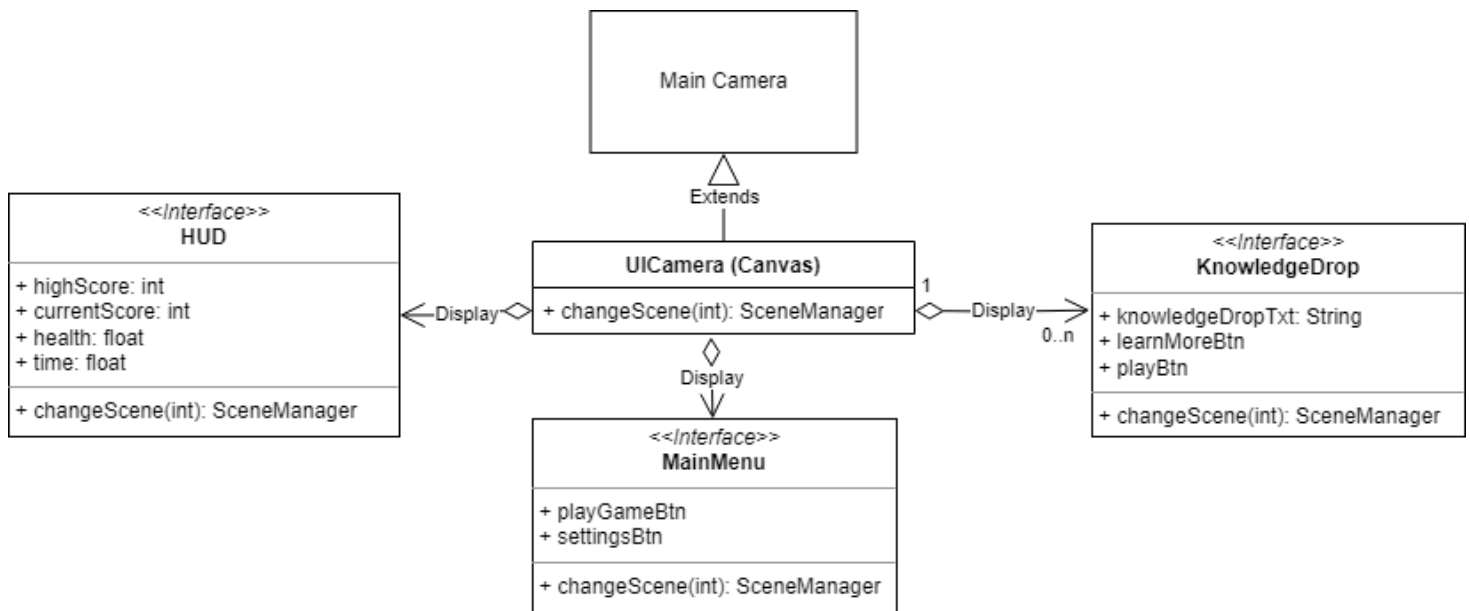 Main Camera
Extends
<<Interface>>
HUD
+ highScore: int
+ currentScore: int
+ health: float
+ time: float
+ changeScene(int): SceneManager
Display
UICamera (Canvas)
+ changeScene(int): SceneManager
1
Display
0..n
<<Interface>>
KnowledgeDrop
+ knowledgeDropTxt: String
+ learnMoreBtn
+ playBtn
+ changeScene(int): SceneManager
Display
<<Interface>>
MainMenu
+ playGameBtn
+ settingsBtn
+ changeScene(int): SceneManager